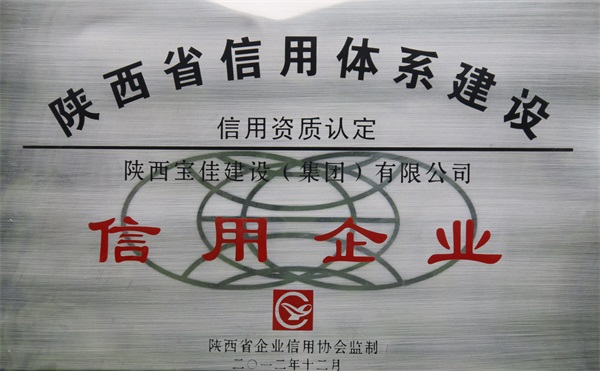 陕西省信用体系建设
信用资质认定
陕西宝佳建设（集团）有限公司
信用企业
陕西省企业信用协会监制
二〇一二年十二月